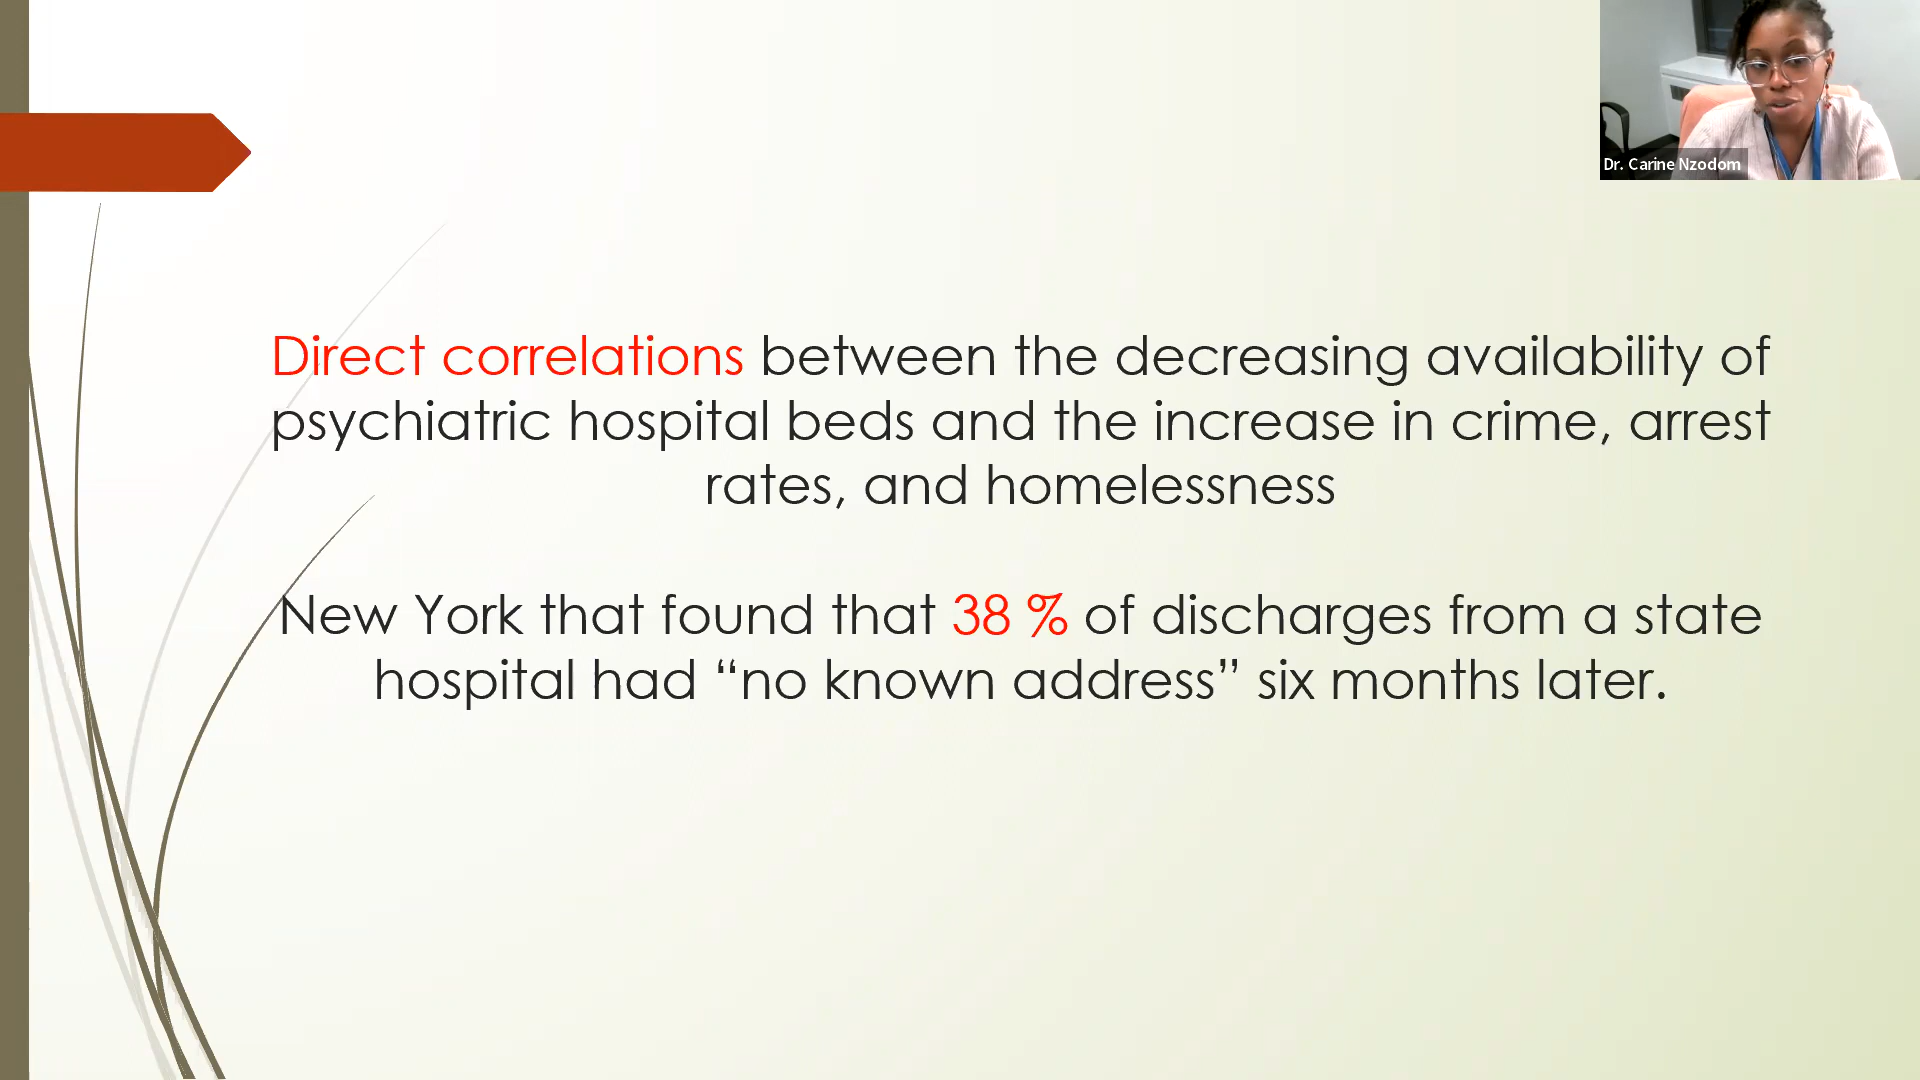 Dr. Carine Nzodom
Direct correlations between the decreasing availability of
psychiatric hospital beds and the increase in crime, arrest
rates, and homelessness
New York that found that 38 % of discharges from a state
hospital had “no known address” six months later.